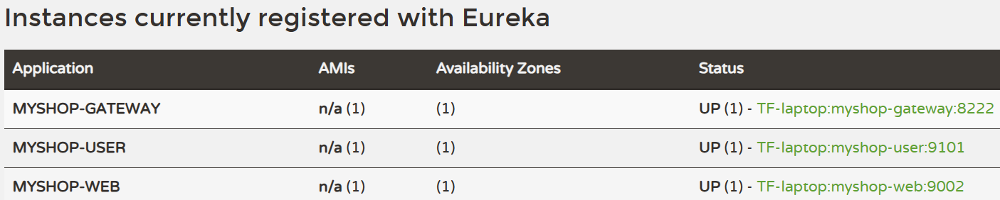 Instances currently registered with Eureka
Application AMIs Availability Zones Status
MYSHOP-GATEWAY n/a (1) (1) UP (1) - TF-laptop:myshop-gateway:8222
MYSHOP-USER n/a (1) (1) UP (1) - TF-laptop:myshop-user:9101
MYSHOP-WEB n/a (1) (1) UP (1) - TF-laptop:myshop-web:9002